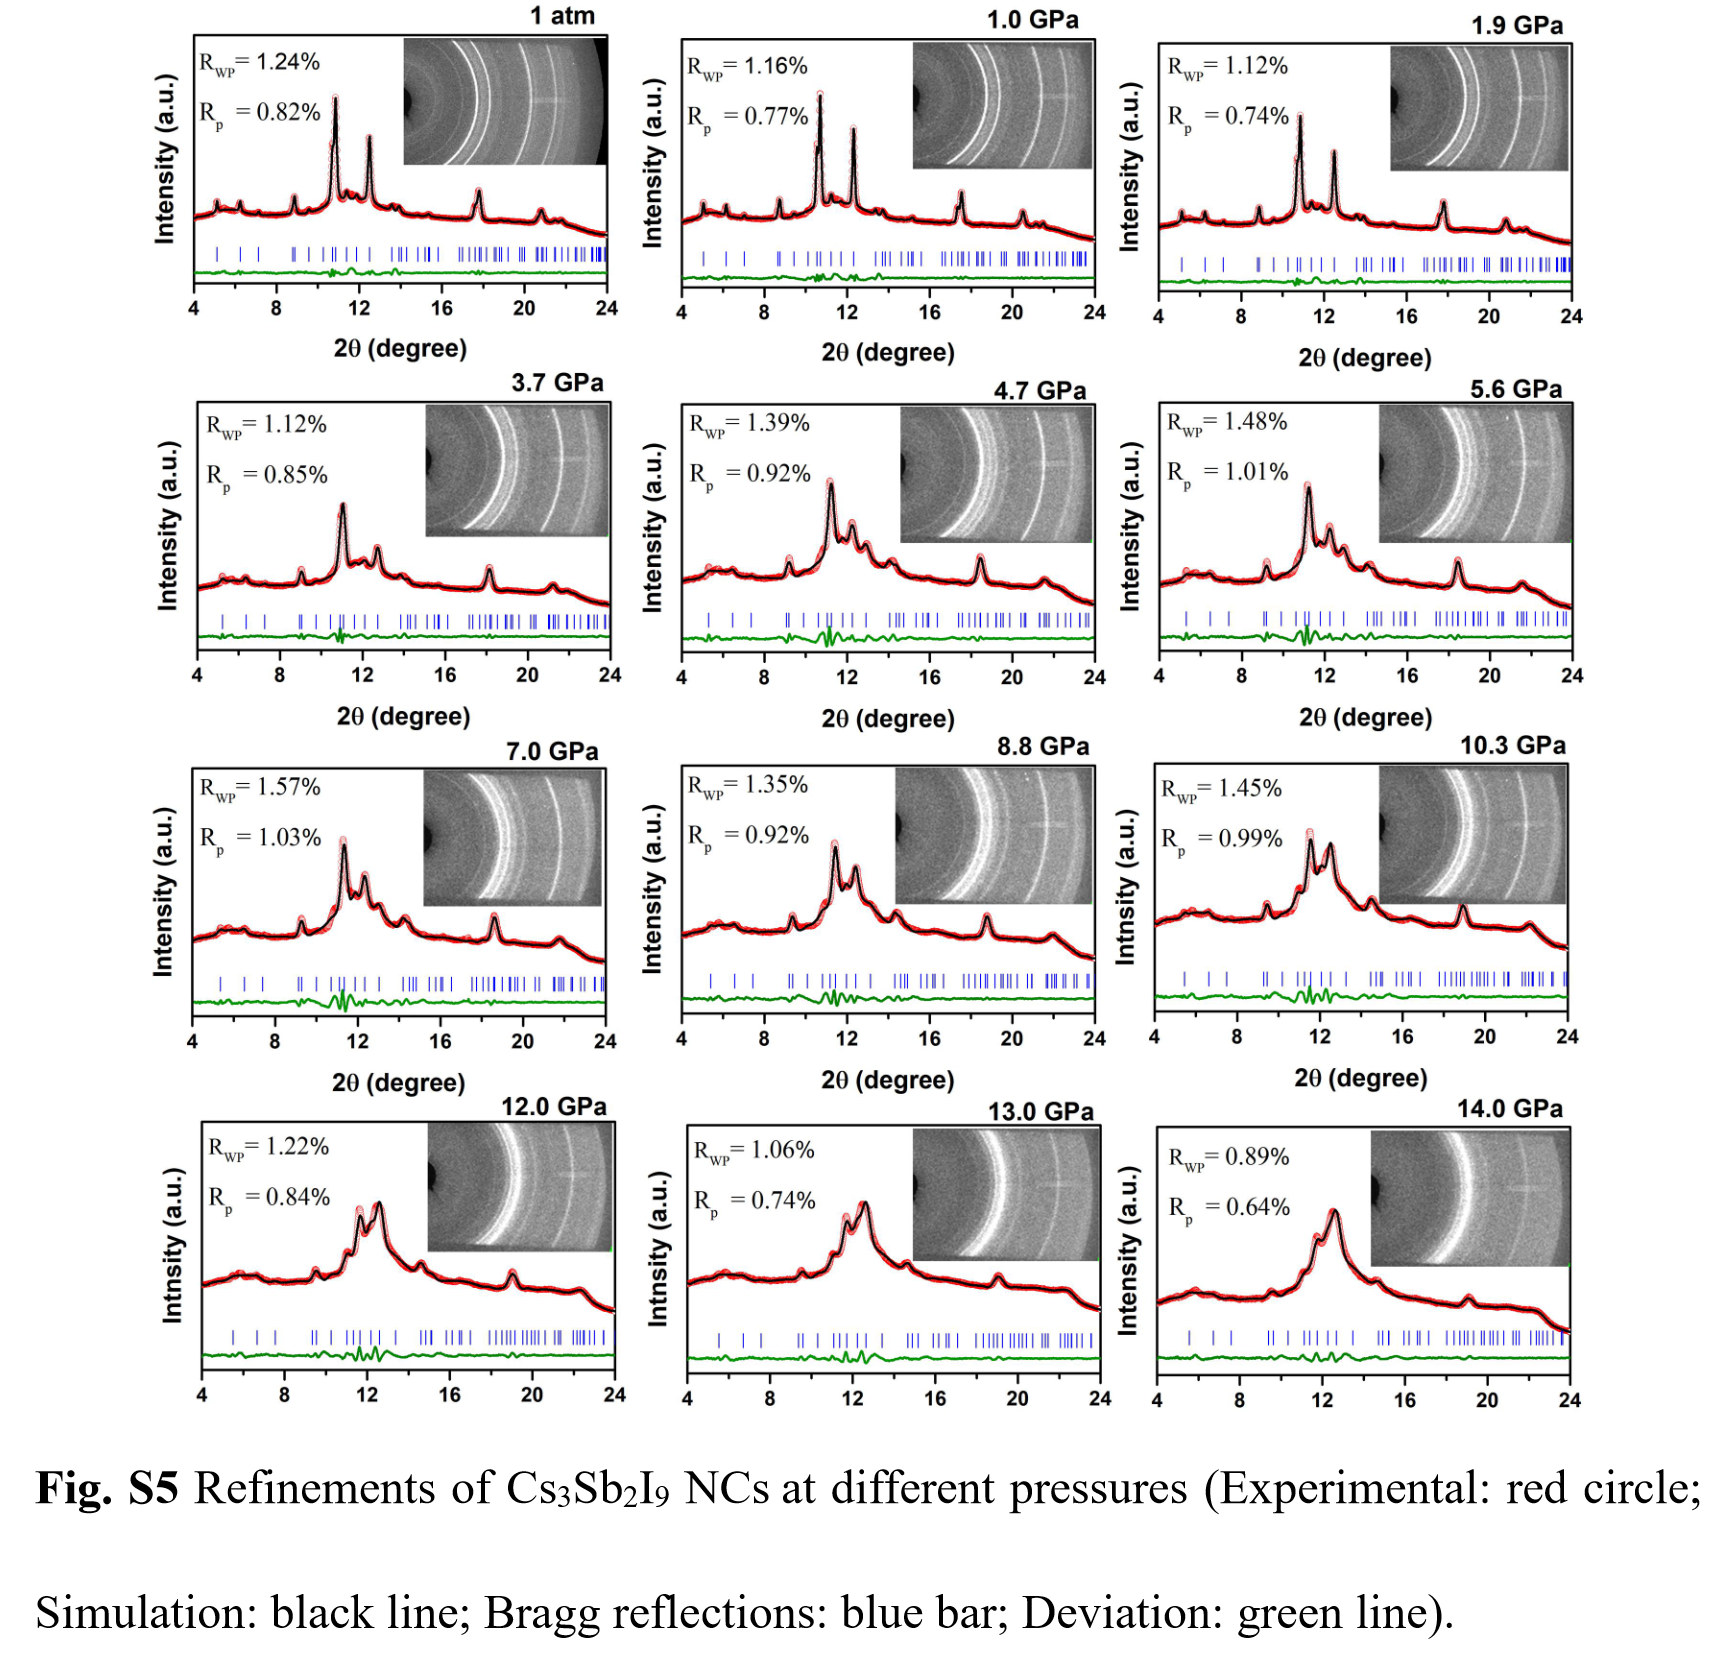 1 atm
R_WP= 1.24%
R_p = 0.82%
Intensity (a.u.)
4 8 12 16 20 24
2θ (degree)
1.0 GPa
R_WP= 1.16%
R_p = 0.77%
Intensity (a.u.)
4 8 12 16 20 24
2θ (degree)
1.9 GPa
R_WP= 1.12%
R_p = 0.74%
Intensity (a.u.)
4 8 12 16 20 24
2θ (degree)
3.7 GPa
R_WP= 1.12%
R_p = 0.85%
Intensity (a.u.)
4 8 12 16 20 24
2θ (degree)
4.7 GPa
R_WP= 1.39%
R_p = 0.92%
Intensity (a.u.)
4 8 12 16 20 24
2θ (degree)
5.6 GPa
R_WP= 1.48%
R_p = 1.01%
Intensity (a.u.)
4 8 12 16 20 24
2θ (degree)
7.0 GPa
R_WP= 1.57%
R_p = 1.03%
Intensity (a.u.)
4 8 12 16 20 24
2θ (degree)
8.8 GPa
R_WP= 1.35%
R_p = 0.92%
Intensity (a.u.)
4 8 12 16 20 24
2θ (degree)
10.3 GPa
R_WP= 1.45%
R_p = 0.99%
Intnsity (a.u.)
4 8 12 16 20 24
2θ (degree)
12.0 GPa
R_WP= 1.22%
R_p = 0.84%
Intntsity (a.u.)
4 8 12 16 20 24
13.0 GPa
R_WP= 1.06%
R_p = 0.74%
Intnsity (a.u.)
4 8 12 16 20 24
14.0 GPa
R_WP= 0.89%
R_p = 0.64%
Intensity (a.u.)
4 8 12 16 20 24
Fig. S5 Refinements of Cs₃Sb₂I₉ NCs at different pressures (Experimental: red circle;
Simulation: black line; Bragg reflections: blue bar; Deviation: green line).